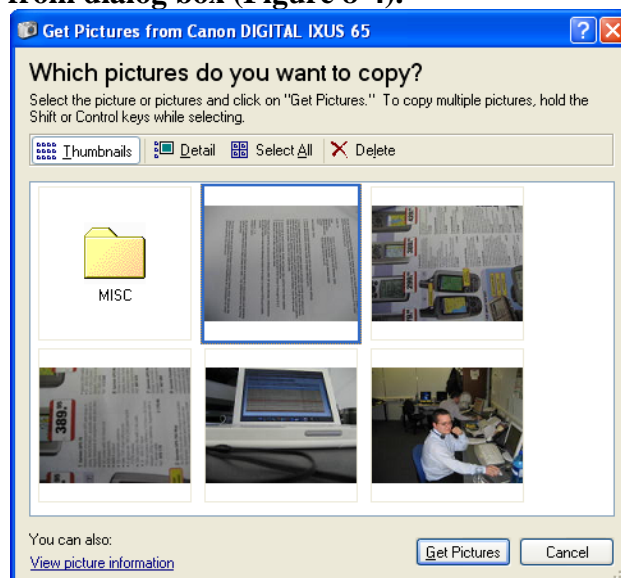 from dialog box (Figure 8-4).
Get Pictures from Canon DIGITAL IXUS 65
Which pictures do you want to copy?
Select the picture or pictures and click on "Get Pictures." To copy multiple pictures, hold the
Shift or Control keys while selecting.
Thumbnails Detail Select All Delete
MISC
389.
You can also:
View picture information
Get Pictures Cancel